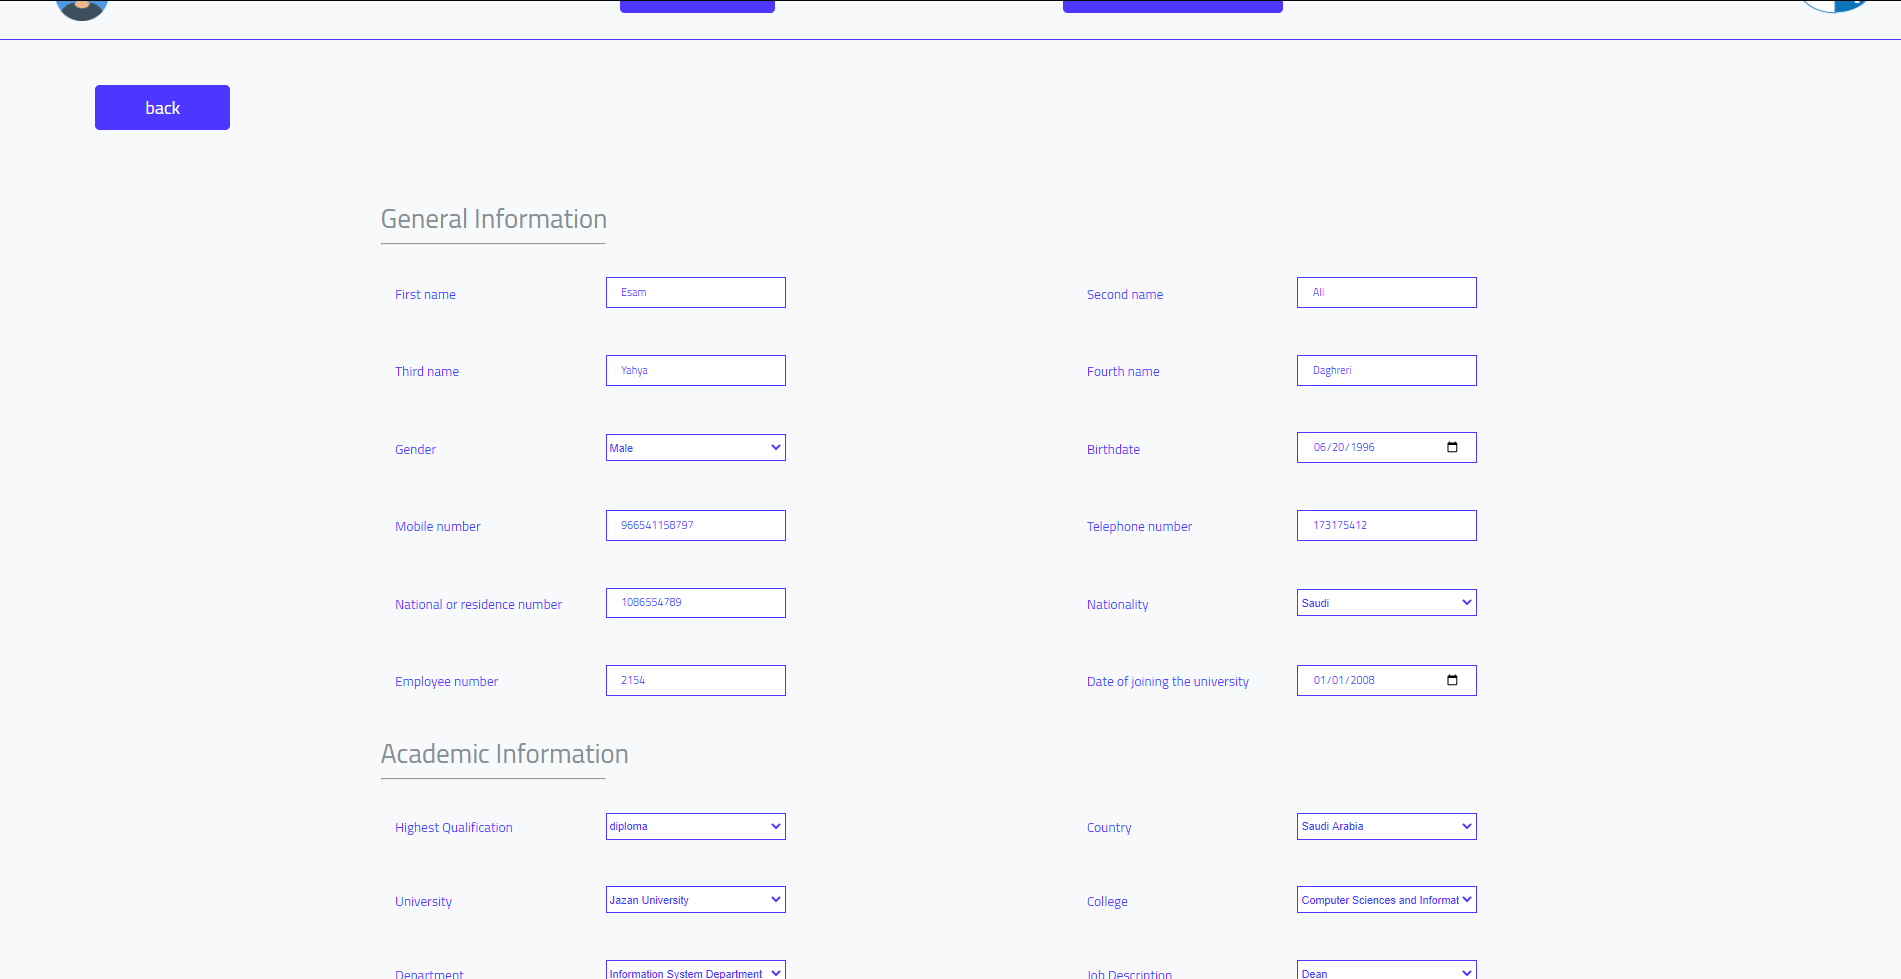 back
General Information
First name Esam Second name Ali
Third name Yahya Fourth name Daghreri
Gender Male Birthdate 06/20/1996
Mobile number 966541158797 Telephone number 173175412
National or residence number 1086554789 Nationality Saudi
Employee number 2154 Date of joining the university 01/01/2008
Academic Information
Highest Qualification diploma Country Saudi Arabia
University Jazan University College Computer Sciences and Informat
Department Information System Department Job Description Dean